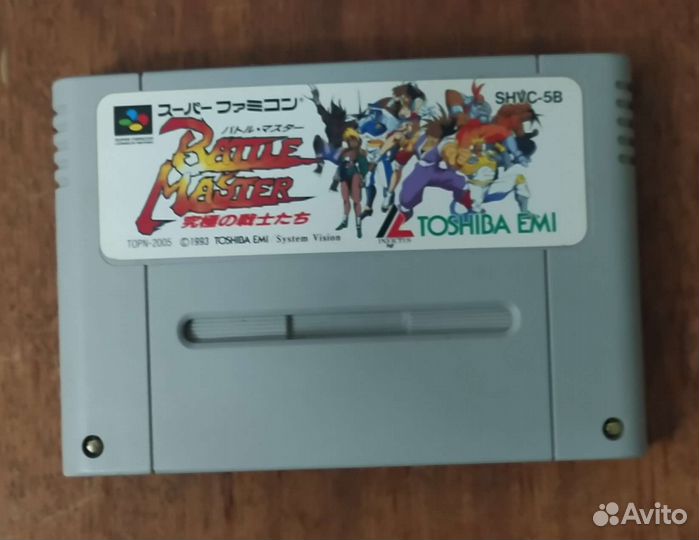 スーパーファミコン
SHVC-5B
バトル・マスター
BATTLE
MASTER
究極の戦士たち
INVICTUS
TOSHIBA EMI
TOPN-2005 ©1993 TOSHIBA EMI System Vision
Avito